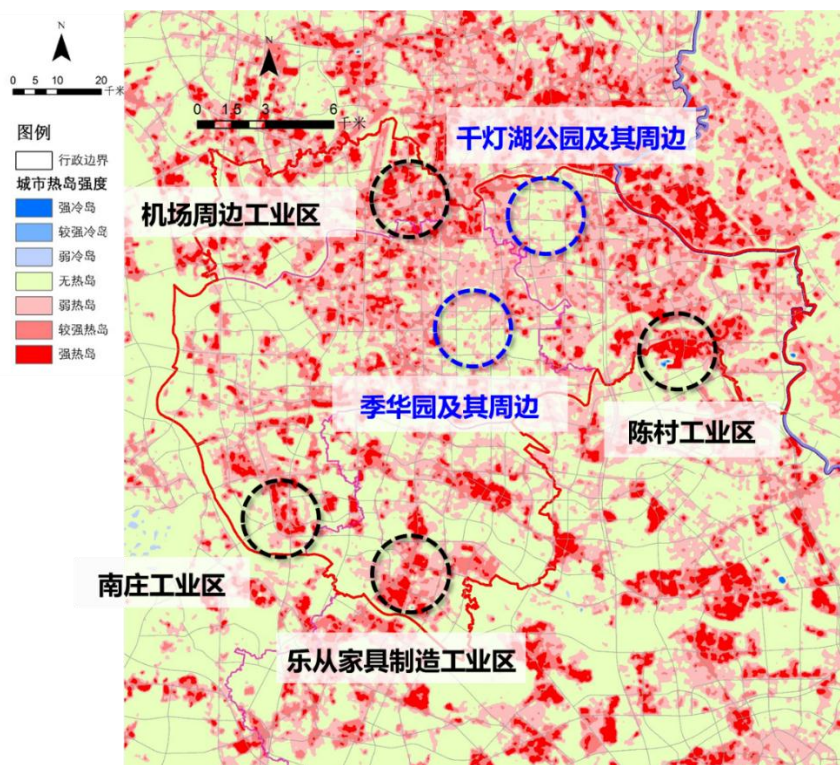 N
0 5 10 20
千米
图例
行政边界
城市热岛强度
强冷岛
较强冷岛
弱冷岛
无热岛
弱热岛
较强热岛
强热岛
N
0 1.5 3 6
千米
千灯湖公园及其周边
机场周边工业区
季华园及其周边
陈村工业区
南庄工业区
乐从家具制造工业区